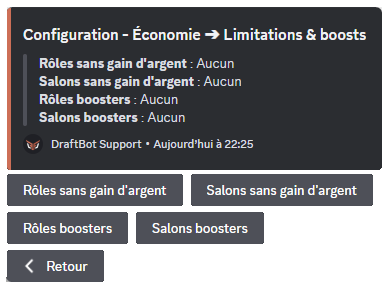 Configuration - Économie ➔ Limitations & boosts
Rôles sans gain d'argent : Aucun
Salons sans gain d'argent : Aucun
Rôles boosters : Aucun
Salons boosters : Aucun
DraftBot Support • Aujourd'hui à 22:25
Rôles sans gain d'argent
Salons sans gain d'argent
Rôles boosters
Salons boosters
Retour